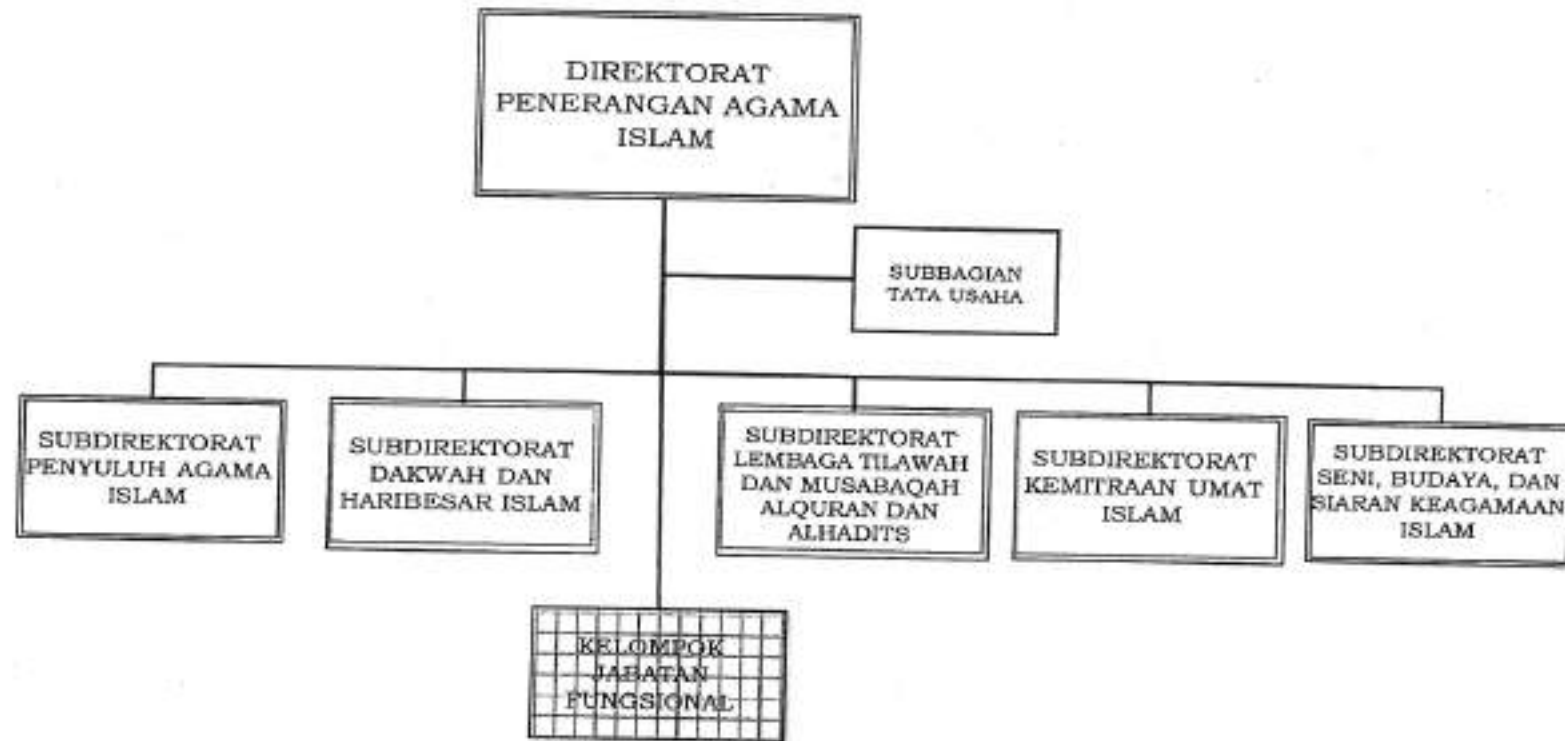 DIREKTORAT
PENERANGAN AGAMA
ISLAM
SUBBAGIAN
TATA USAHA
SUBDIREKTORAT
PENYULUH AGAMA
ISLAM
SUBDIREKTORAT
DAKWAH DAN
HARIBESAR ISLAM
SUBDIREKTORAT
LEMBAGA TILAWAH
DAN MUSABAQAH
ALQURAN DAN
ALHADITS
SUBDIREKTORAT
KEMITRAAN UMAT
ISLAM
SUBDIREKTORAT
SENI, BUDAYA, DAN
SIARAN KEAGAMAAN
ISLAM
KELOMPOK
JABATAN
FUNGSIONAL